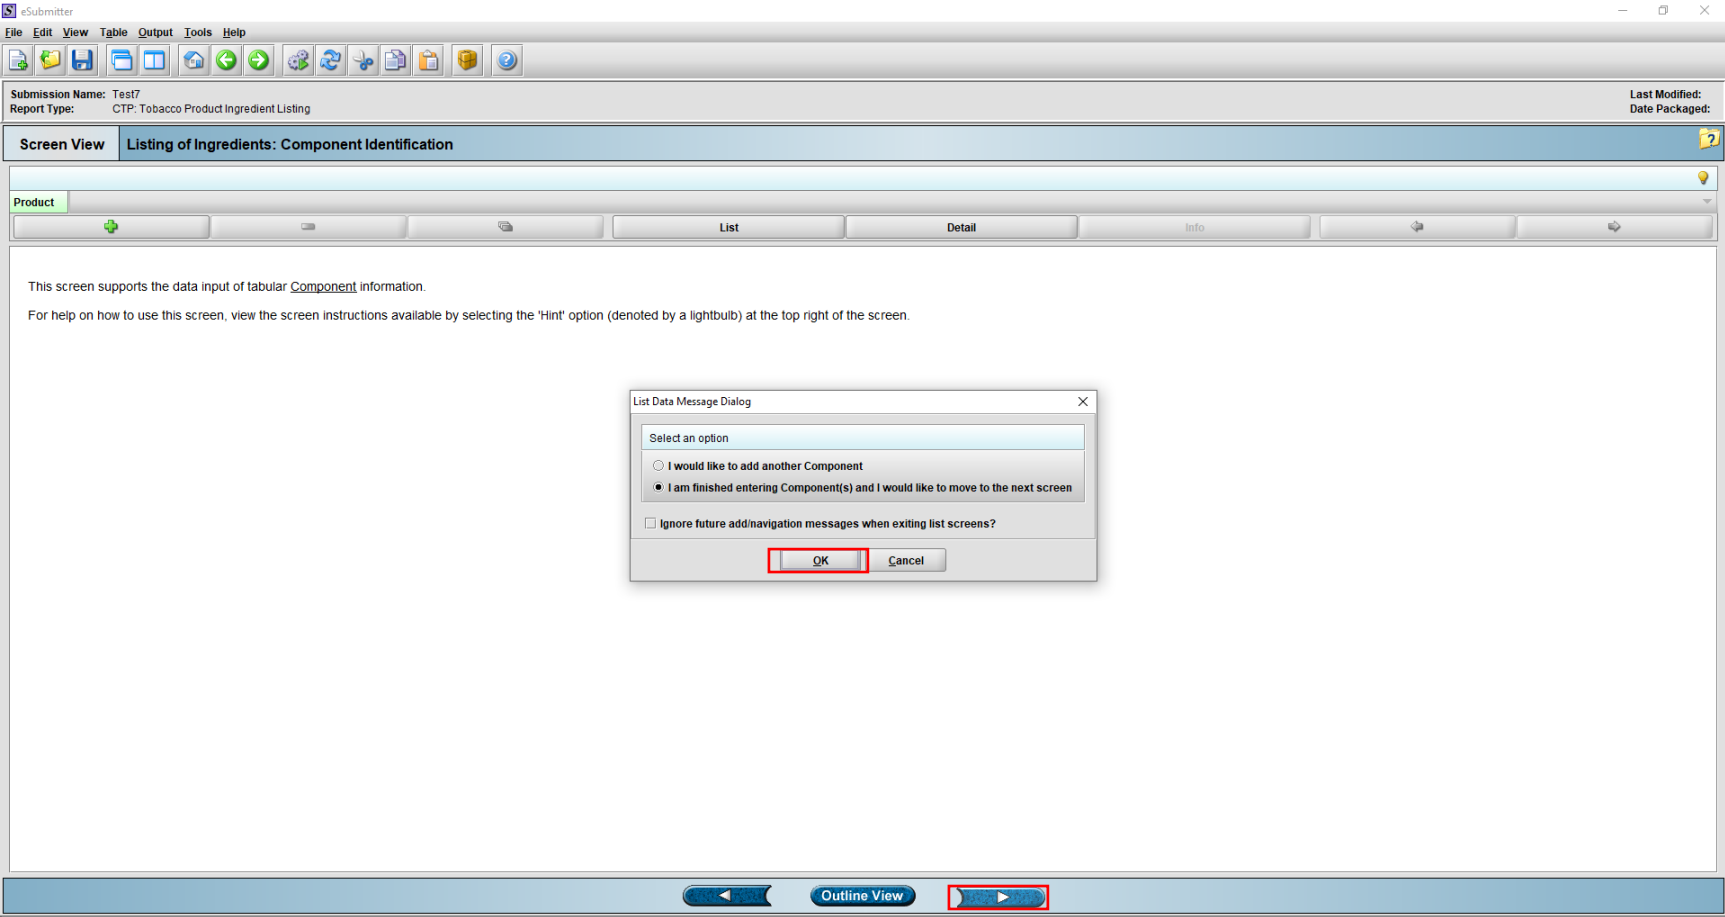 eSubmitter
File Edit View Table Output Tools Help
Submission Name: Test7
Last Modified:
Report Type: CTP: Tobacco Product Ingredient Listing
Date Packaged:
Screen View
Listing of Ingredients: Component Identification
Product
List
Detail
Info
This screen supports the data input of tabular Component information.
For help on how to use this screen, view the screen instructions available by selecting the 'Hint' option (denoted by a lightbulb) at the top right of the screen.
List Data Message Dialog
Select an option
I would like to add another Component
I am finished entering Component(s) and I would like to move to the next screen
Ignore future add/navigation messages when exiting list screens?
OK
Cancel
Outline View